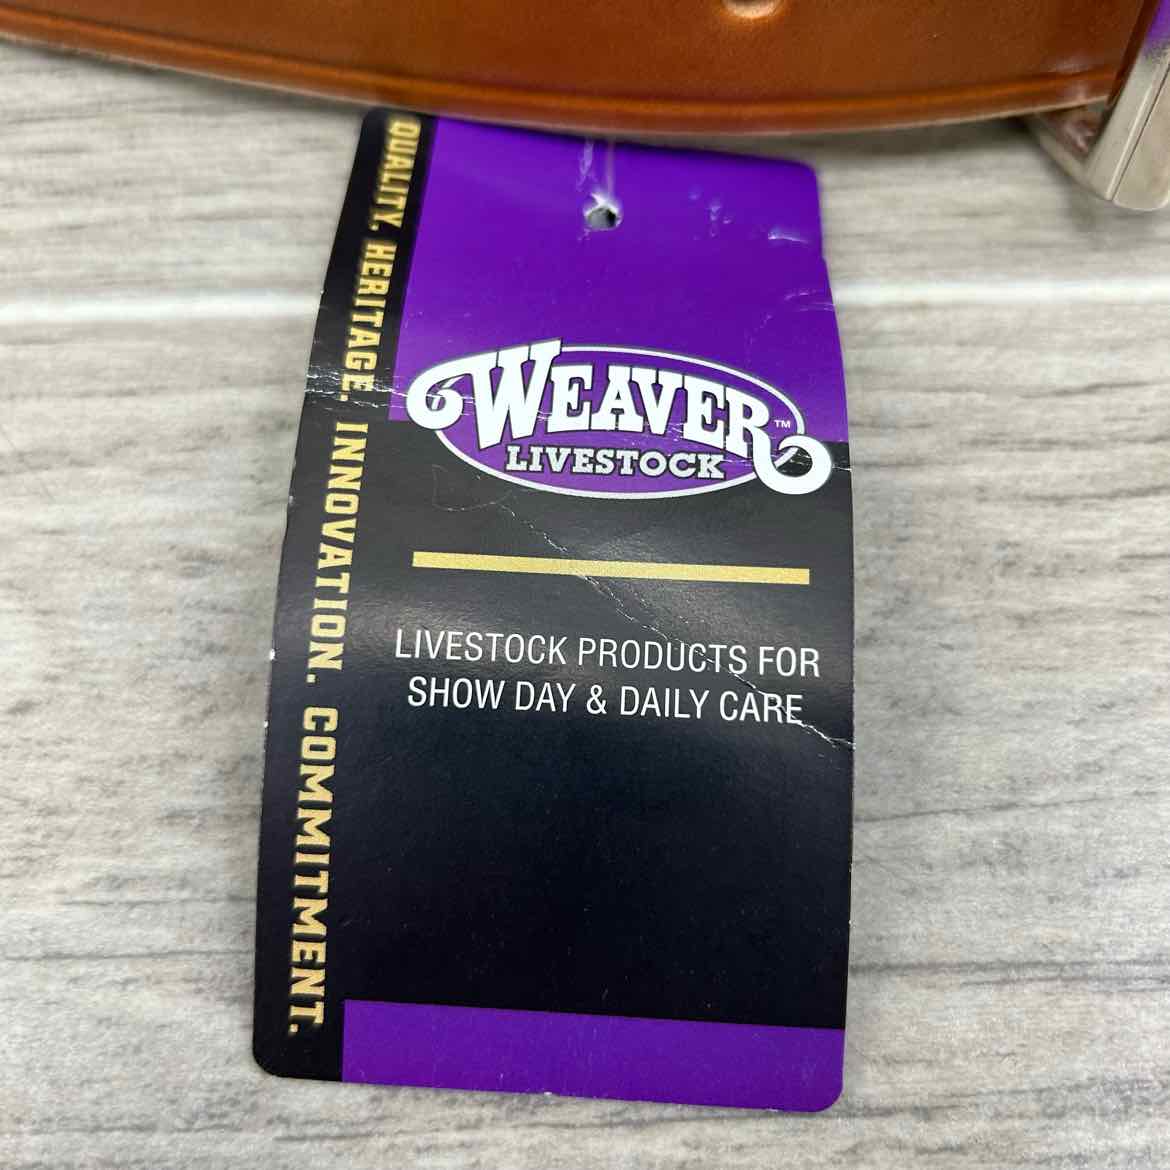 WEAVER™
LIVESTOCK
LIVESTOCK PRODUCTS FOR
SHOW DAY & DAILY CARE
QUALITY. HERITAGE. INNOVATION. COMMITMENT.